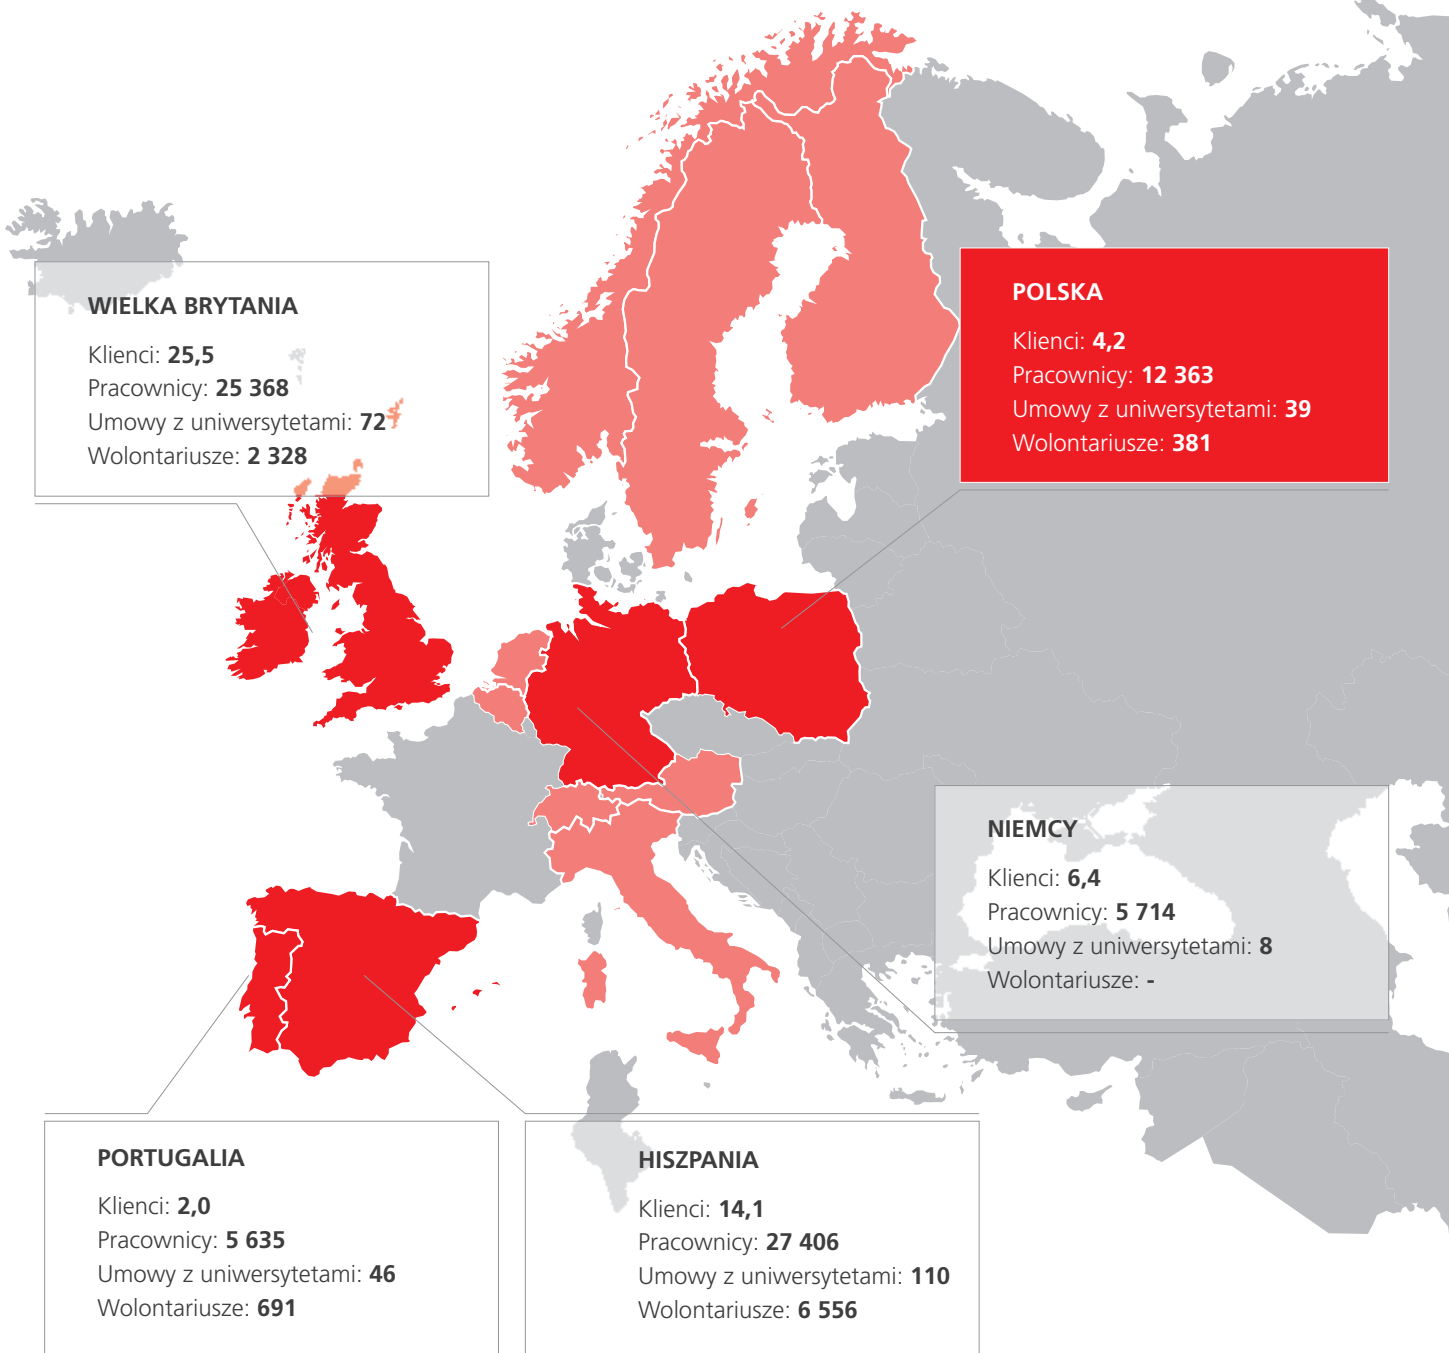 WIELKA BRYTANIA
Klienci: 25,5
Pracownicy: 25 368
Umowy z uniwersytetami: 72
Wolontariusze: 2 328
POLSKA
Klienci: 4,2
Pracownicy: 12 363
Umowy z uniwersytetami: 39
Wolontariusze: 381
NIEMCY
Klienci: 6,4
Pracownicy: 5 714
Umowy z uniwersytetami: 8
Wolontariusze: -
PORTUGALIA
Klienci: 2,0
Pracownicy: 5 635
Umowy z uniwersytetami: 46
Wolontariusze: 691
HISZPANIA
Klienci: 14,1
Pracownicy: 27 406
Umowy z uniwersytetami: 110
Wolontariusze: 6 556